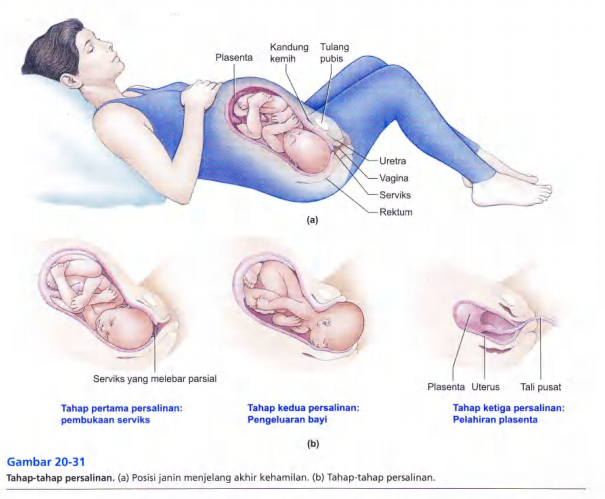 Plasenta
Kandung
kemih
Tulang
pubis
Uretra
Vagina
Serviks
Rektum
(a)
Serviks yang melebar parsial
Plasenta
Uterus
Tali pusat
Tahap pertama persalinan:
pembukaan serviks
Tahap kedua persalinan:
Pengeluaran bayi
Tahap ketiga persalinan:
Pelahiran plasenta
(b)
Gambar 20-31
Tahap-tahap persalinan. (a) Posisi janin menjelang akhir kehamilan. (b) Tahap-tahap persalinan.